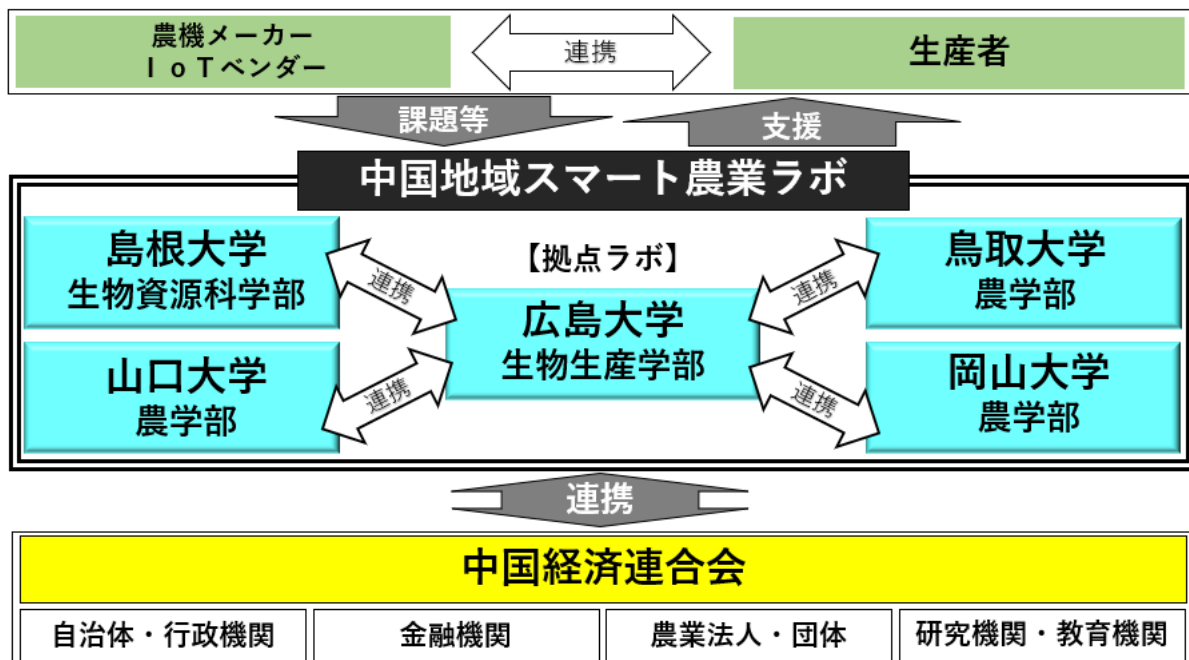 農機メーカー
ＩｏＴベンダー
連携
生産者
課題等
支援
中国地域スマート農業ラボ
島根大学
生物資源科学部
連携
【拠点ラボ】
広島大学
生物生産学部
連携
鳥取大学
農学部
山口大学
農学部
連携
連携
岡山大学
農学部
連携
中国経済連合会
自治体・行政機関
金融機関
農業法人・団体
研究機関・教育機関